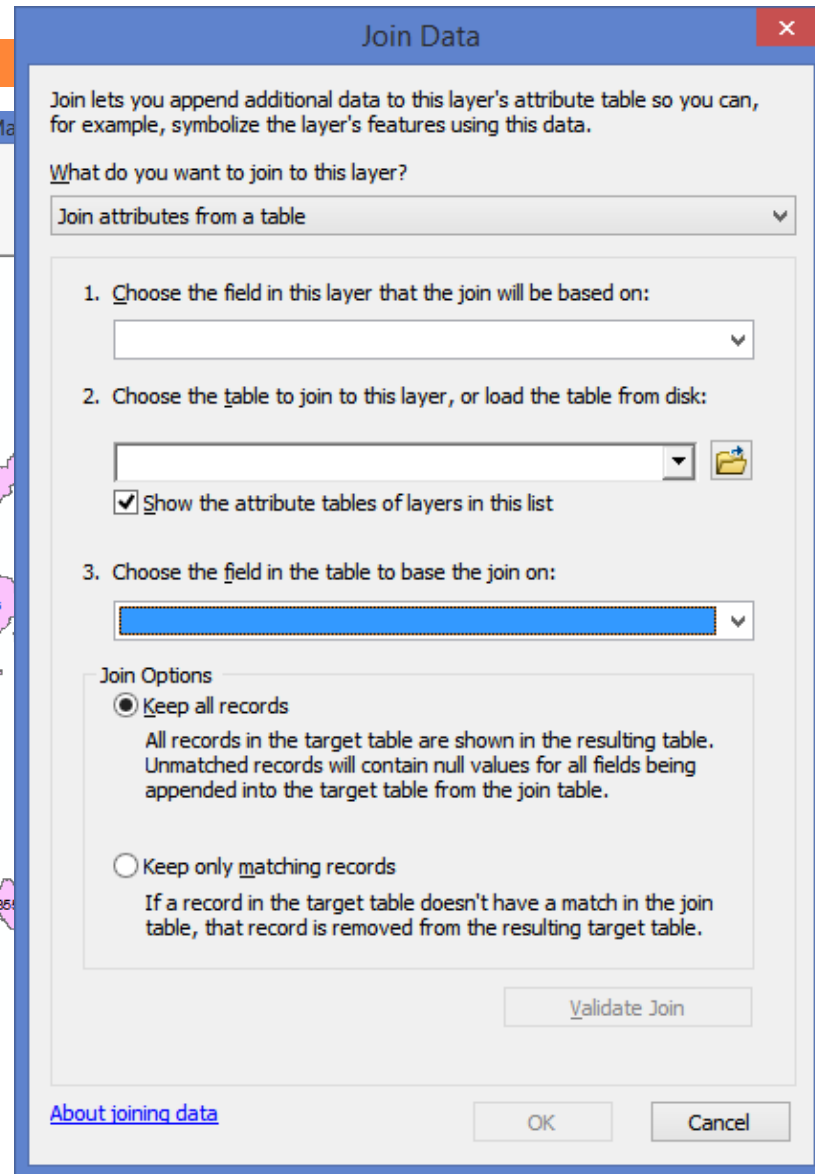 Join Data
Join lets you append additional data to this layer's attribute table so you can,
for example, symbolize the layer's features using this data.
What do you want to join to this layer?
Join attributes from a table
1. Choose the field in this layer that the join will be based on:
2. Choose the table to join to this layer, or load the table from disk:
Show the attribute tables of layers in this list
3. Choose the field in the table to base the join on:
Join Options
Keep all records
All records in the target table are shown in the resulting table.
Unmatched records will contain null values for all fields being
appended into the target table from the join table.
Keep only matching records
If a record in the target table doesn't have a match in the join
table, that record is removed from the resulting target table.
Validate Join
About joining data
OK
Cancel